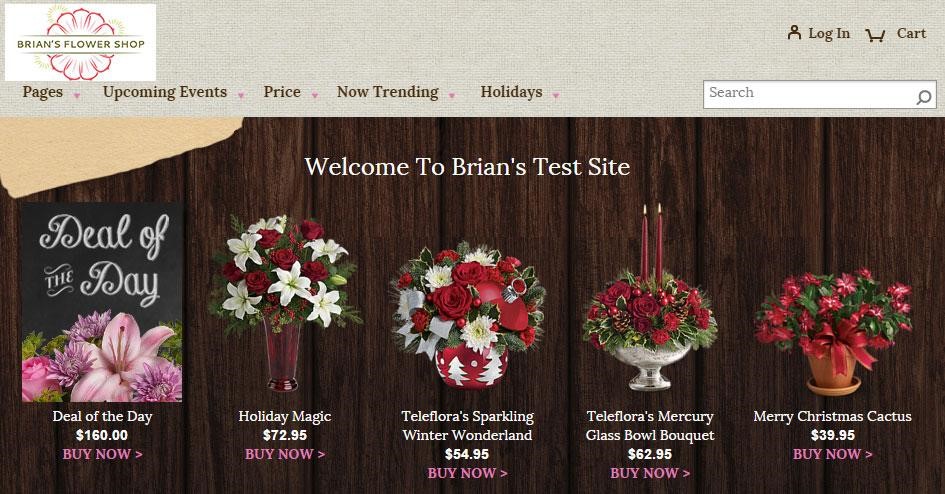 BRIAN'S FLOWER SHOP
Log In
Cart
Pages
Upcoming Events
Price
Now Trending
Holidays
Search
Welcome To Brian's Test Site
Deal of
THE
Day
Deal of the Day
$160.00
BUY NOW >
Holiday Magic
$72.95
BUY NOW >
Teleflora's Sparkling
Winter Wonderland
$54.95
BUY NOW >
Teleflora's Mercury
Glass Bowl Bouquet
$62.95
BUY NOW >
Merry Christmas Cactus
$39.95
BUY NOW >